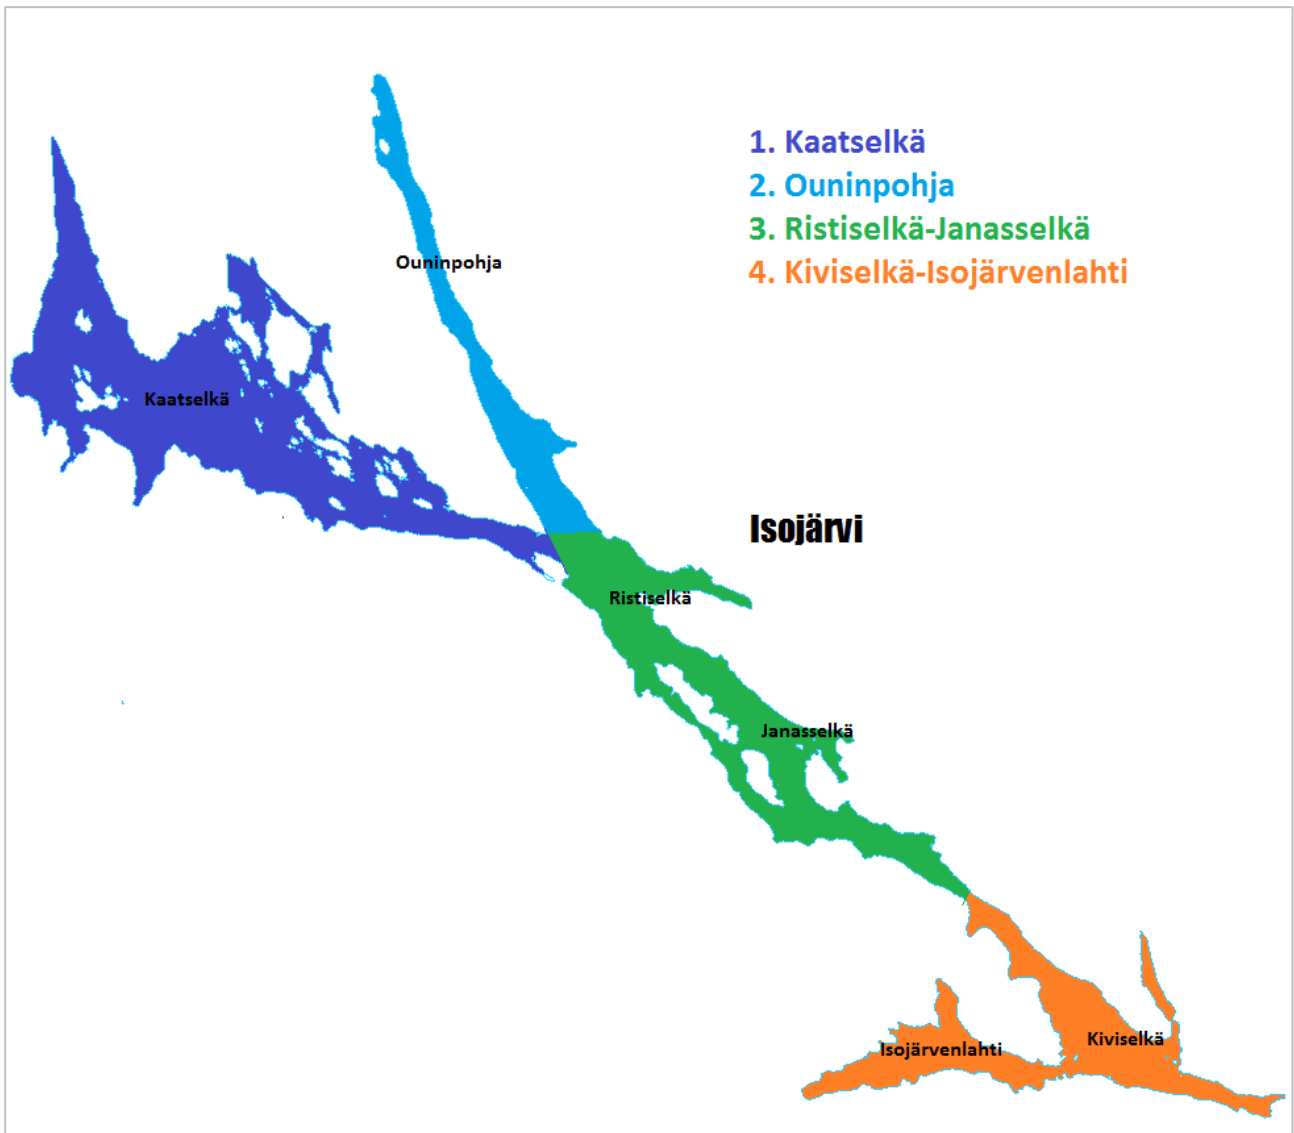 1. Kaatselkä
2. Ouninpohja
3. Ristiselkä-Janasselkä
4. Kiviselkä-Isojärvenlahti
Ouninpohja
Kaatselkä
Isojärvi
Ristiselkä
Janasselkä
Kiviselkä
Isojärvenlahti